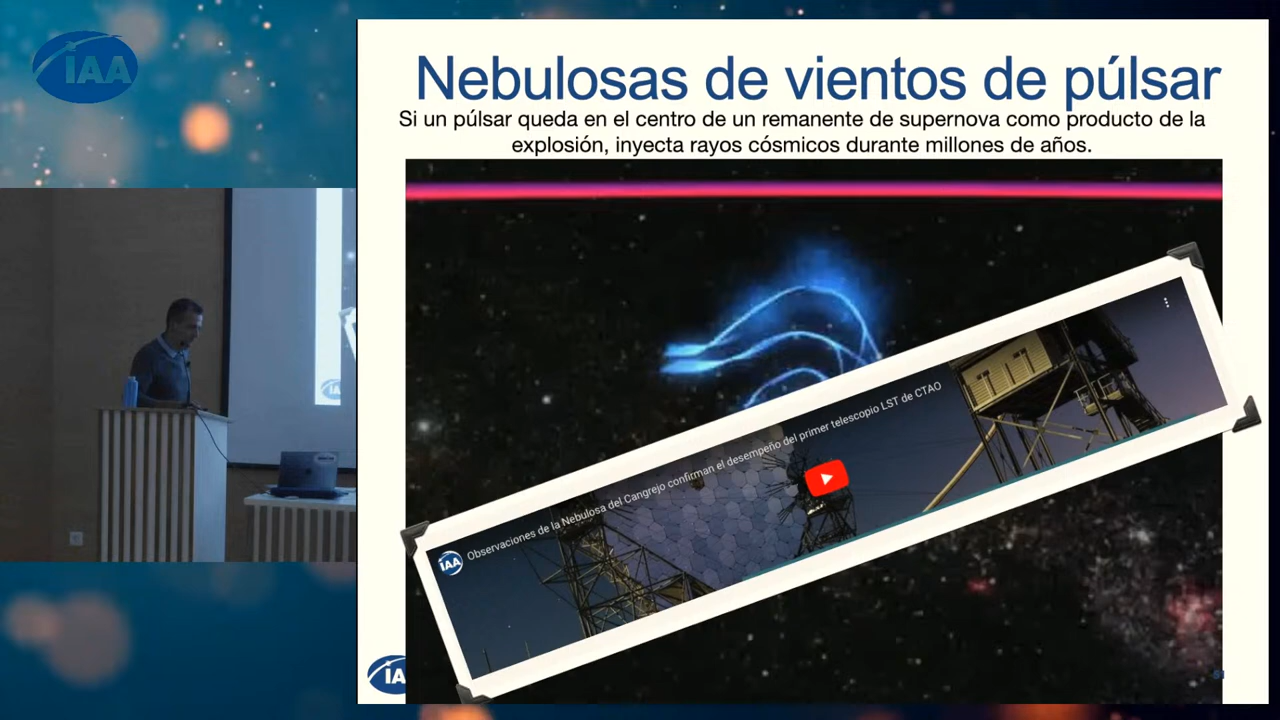 IAA
Nebulosas de vientos de púlsar
Si un púlsar queda en el centro de un remanente de supernova como producto de la
explosión, inyecta rayos cósmicos durante millones de años.
IAA
Observaciones de la Nebulosa del Cangrejo confirman el desempeño del primer telescopio LST de CTAO
IA